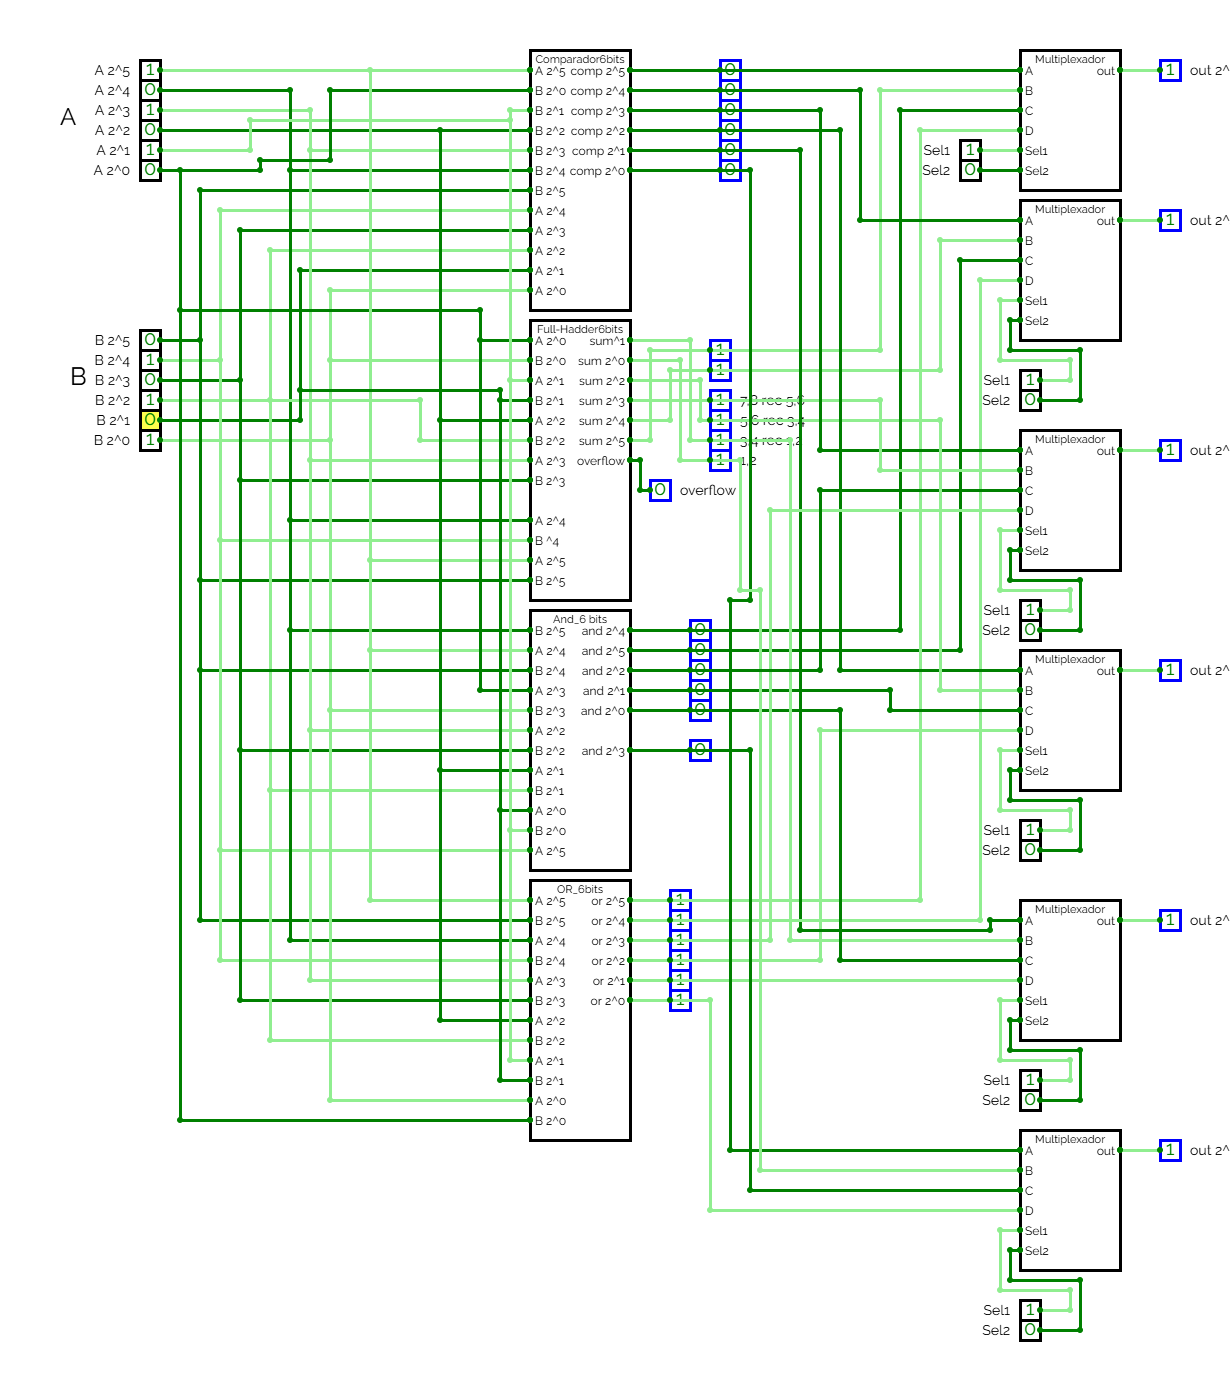 A
A 2^5 1
A 2^4 0
A 2^3 1
A 2^2 0
A 2^1 1
A 2^0 0
B
B 2^5 0
B 2^4 1
B 2^3 0
B 2^2 1
B 2^1 0
B 2^0 1
Comparador6bits
A 2^5 comp 2^5 0
B 2^0 comp 2^4 0
B 2^1 comp 2^3 0
B 2^2 comp 2^2 0
B 2^3 comp 2^1 0
B 2^4 comp 2^0 0
B 2^5
A 2^4
A 2^3
A 2^2
A 2^1
A 2^0
Full-Hadder6bits
A 2^0 sum^1 1
B 2^0 sum 2^0 1
A 2^1 sum 2^2
B 2^1 sum 2^3 1 7,8 rec 5,6
A 2^2 sum 2^4 1 5,6 rec 3,4
B 2^2 sum 2^5 1 3,4 rec 1,2
A 2^3 overflow 1 1,2
B 2^3 0 overflow
A 2^4
B ^4
A 2^5
B 2^5
And_6 bits
B 2^5 and 2^4 0
A 2^4 and 2^5 0
B 2^4 and 2^2 0
A 2^3 and 2^1 0
B 2^3 and 2^0 0
A 2^2
B 2^2 and 2^3 0
A 2^1
B 2^1
A 2^0
B 2^0
A 2^5
OR_6bits
A 2^5 or 2^5 1
B 2^5 or 2^4 1
A 2^4 or 2^3 1
B 2^4 or 2^2 1
A 2^3 or 2^1 1
B 2^3 or 2^0 1
A 2^2
B 2^2
A 2^1
B 2^1
A 2^0
B 2^0
Multiplexador
A out 1 out 2^
B
C
D
Sel1 1 Sel1
Sel2 0 Sel2
Multiplexador
A out 1 out 2^
B
C
D
Sel1
Sel2
Sel1 1
Sel2 0
Multiplexador
A out 1 out 2^
B
C
D
Sel1
Sel2
Sel1 1
Sel2 0
Multiplexador
A out 1 out 2^
B
C
D
Sel1
Sel2
Sel1 1
Sel2 0
Multiplexador
A out 1 out 2^
B
C
D
Sel1
Sel2
Sel1 1
Sel2 0
Multiplexador
A out 1 out 2^
B
C
D
Sel1
Sel2
Sel1 1
Sel2 0